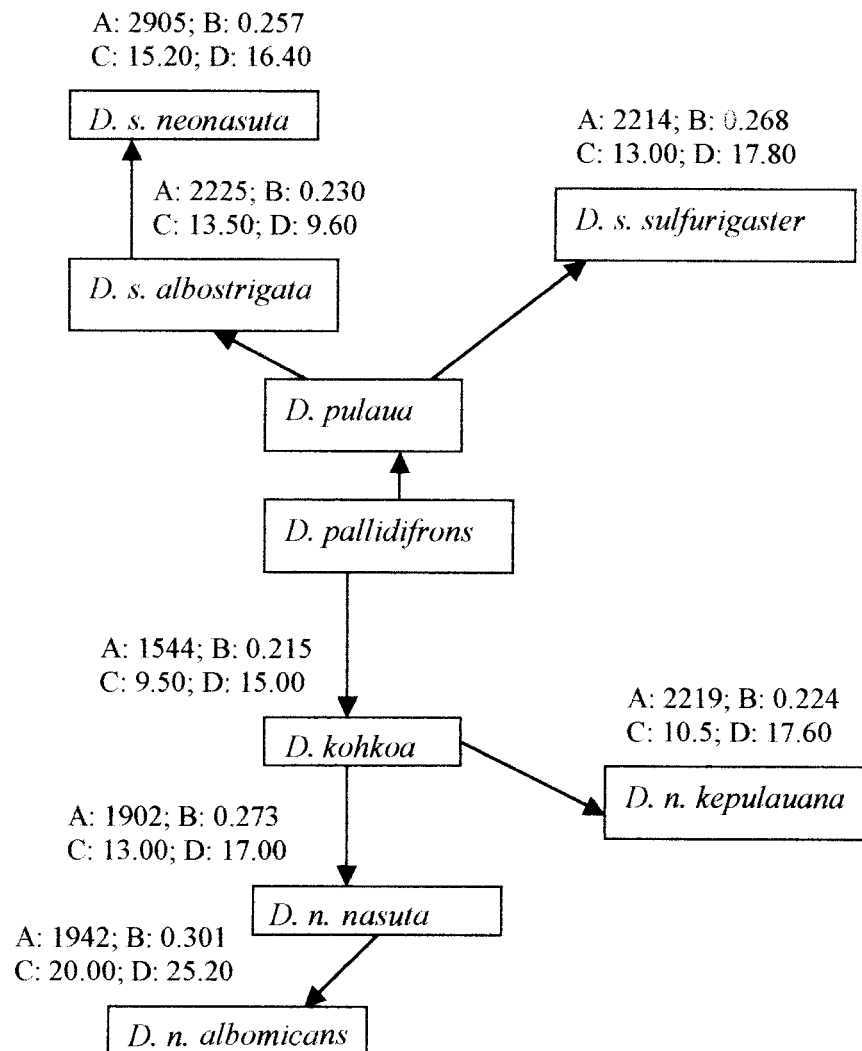 A: 2905; B: 0.257
C: 15.20; D: 16.40
D. s. neonasuta
A: 2214; B: 0.268
C: 13.00; D: 17.80
D. s. sulfurigaster
A: 2225; B: 0.230
C: 13.50; D: 9.60
D. s. albostrigata
D. pulaua
D. pallidifrons
A: 1544; B: 0.215
C: 9.50; D: 15.00
D. kohkoa
A: 2219; B: 0.224
C: 10.5; D: 17.60
D. n. kepulauana
A: 1902; B: 0.273
C: 13.00; D: 17.00
D. n. nasuta
A: 1942; B: 0.301
C: 20.00; D: 25.20
D. n. albomicans